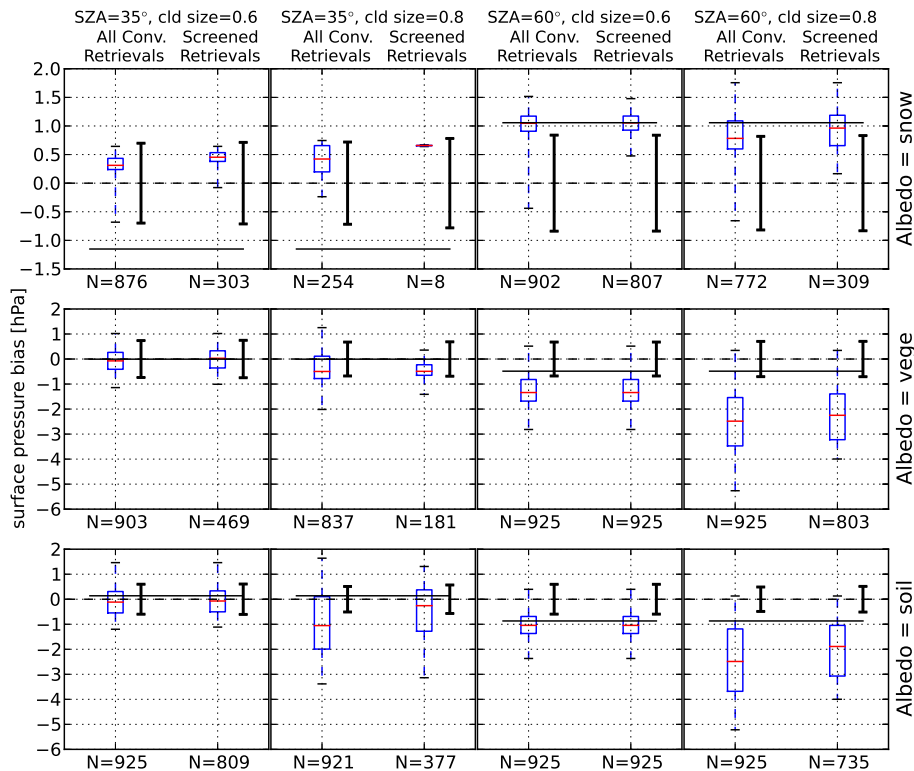 SZA=35°, cld size=0.6 SZA=35°, cld size=0.8 SZA=60°, cld size=0.6 SZA=60°, cld size=0.8
All Conv. Screened All Conv. Screened All Conv. Screened All Conv. Screened
Retrievals Retrievals Retrievals Retrievals Retrievals Retrievals Retrievals Retrievals
2.0
1.5
1.0
0.5
0.0
−0.5
−1.0
−1.5
Albedo = snow
N=876 N=303 N=254 N=8 N=902 N=807 N=772 N=309
surface pressure bias [hPa]
2
1
0
−1
−2
−3
−4
−5
−6
Albedo = vege
N=903 N=469 N=837 N=181 N=925 N=925 N=925 N=803
2
1
0
−1
−2
−3
−4
−5
−6
Albedo = soil
N=925 N=809 N=921 N=377 N=925 N=925 N=925 N=735